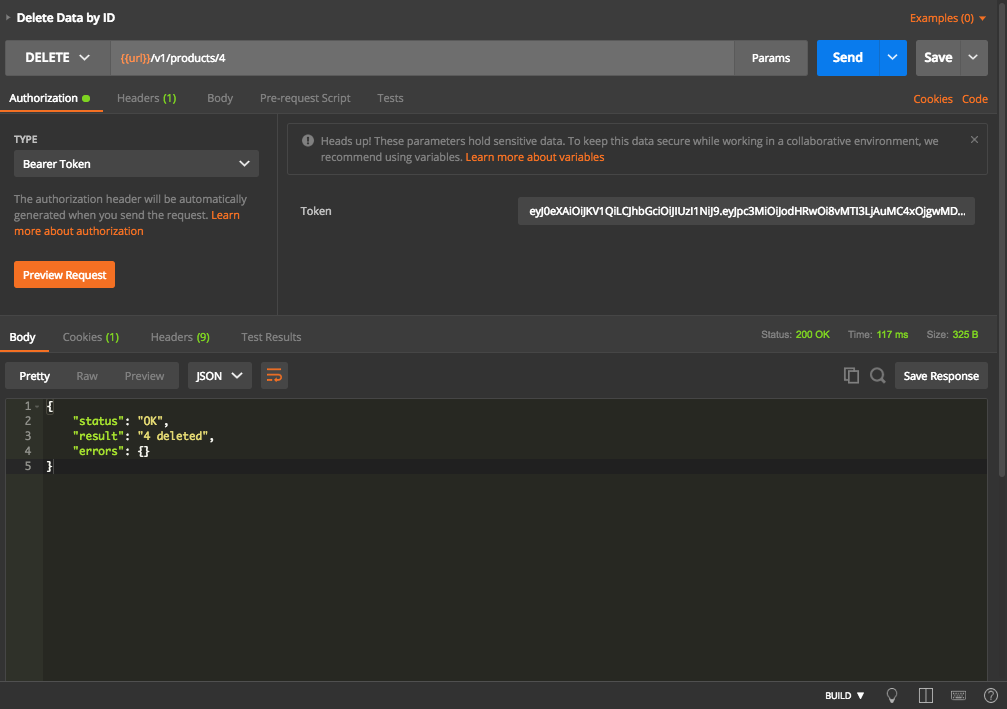 Delete Data by ID
Examples (0)
DELETE
{{url}}/v1/products/4
Params
Send
Save
Authorization
Headers (1)
Body
Pre-request Script
Tests
Cookies
Code
TYPE
Bearer Token
The authorization header will be automatically
generated when you send the request. Learn
more about authorization
Preview Request
Heads up! These parameters hold sensitive data. To keep this data secure while working in a collaborative environment, we
recommend using variables. Learn more about variables
Token
eyJ0eXAiOiJKV1QiLCJhbGciOiJIUzI1NiJ9.eyJpc3MiOiJodHRwOi8vMTI3LjAuMC4xOjgwMD...
Body
Cookies (1)
Headers (9)
Test Results
Status: 200 OK
Time: 117 ms
Size: 325 B
Pretty
Raw
Preview
JSON
Save Response
1 {
2 "status": "OK",
3 "result": "4 deleted",
4 "errors": {}
5 }
BUILD